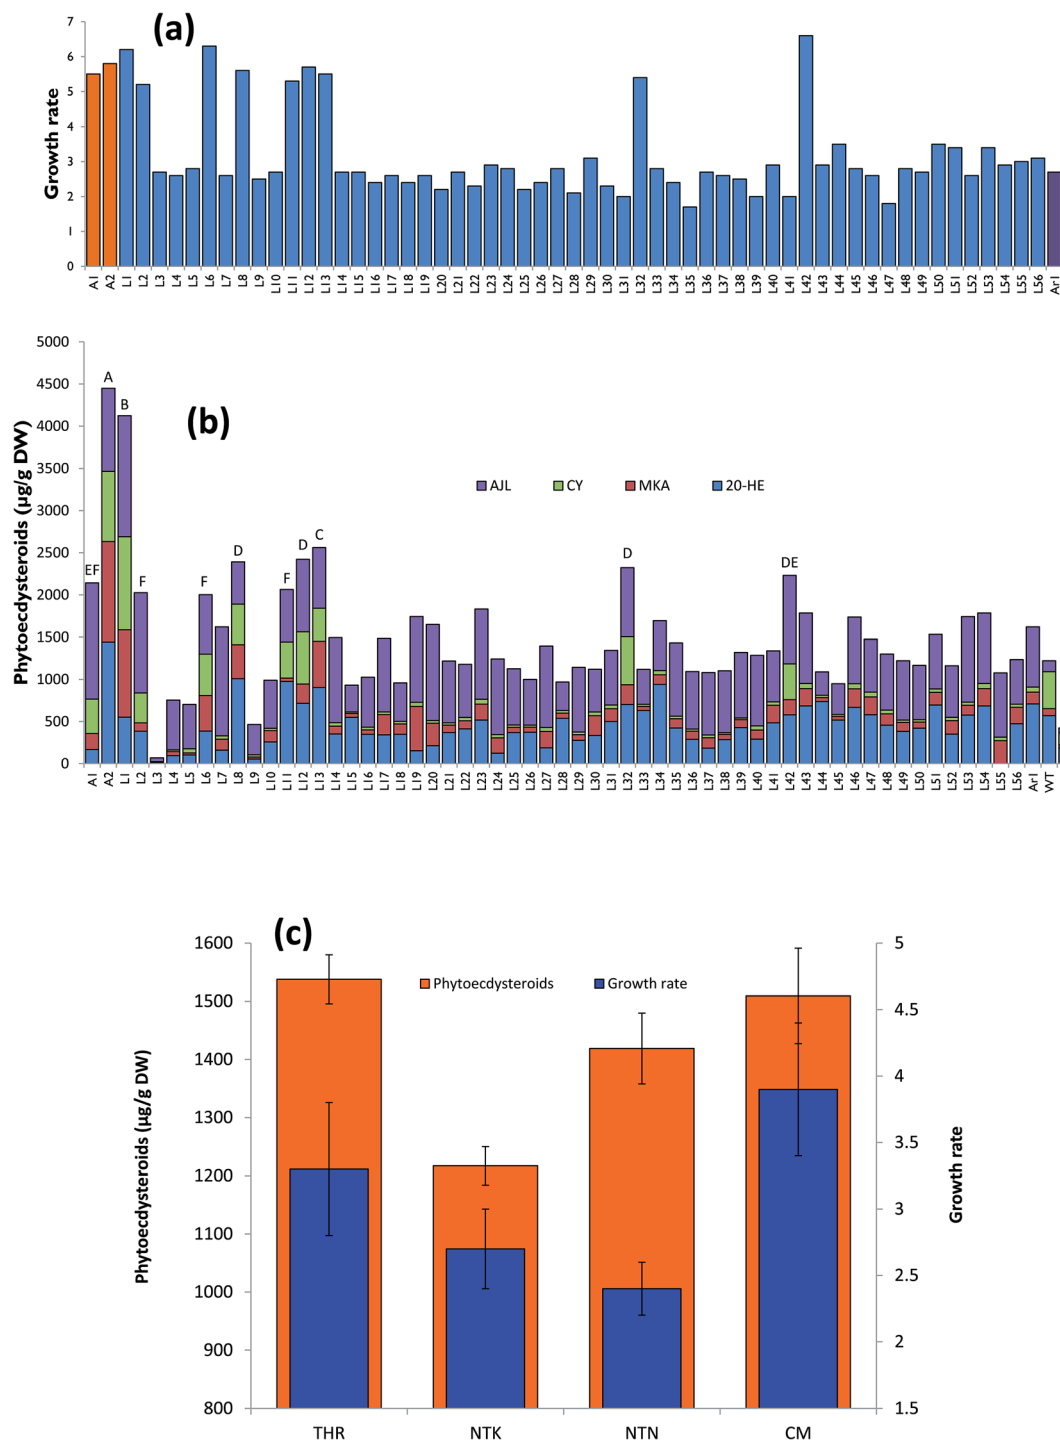 (a)
Growth rate
7
6
5
4
3
2
1
0
A1 A2 L1 L2 L3 L4 L5 L6 L7 L8 L9 L10 L11 L12 L13 L14 L15 L16 L17 L18 L19 L20 L21 L22 L23 L24 L25 L26 L27 L28 L29 L30 L31 L32 L33 L34 L35 L36 L37 L38 L39 L40 L41 L42 L43 L44 L45 L46 L47 L48 L49 L50 L51 L52 L53 L54 L55 L56 Ar1
(b)
Phytoecdysteroids (µg/g DW)
5000
4500
4000
3500
3000
2500
2000
1500
1000
500
0
AJL CY MKA 20-HE
EF A B F F D F D C D DE
A1 A2 L1 L2 L3 L4 L5 L6 L7 L8 L9 L10 L11 L12 L13 L14 L15 L16 L17 L18 L19 L20 L21 L22 L23 L24 L25 L26 L27 L28 L29 L30 L31 L32 L33 L34 L35 L36 L37 L38 L39 L40 L41 L42 L43 L44 L45 L46 L47 L48 L49 L50 L51 L52 L53 L54 L55 L56 Ar1 WT
(c)
Phytoecdysteroids (µg/g DW)
1600
1500
1400
1300
1200
1100
1000
900
800
Phytoecdysteroids Growth rate
5
4.5
4
3.5
3
2.5
2
1.5
Growth rate
THR NTK NTN CM